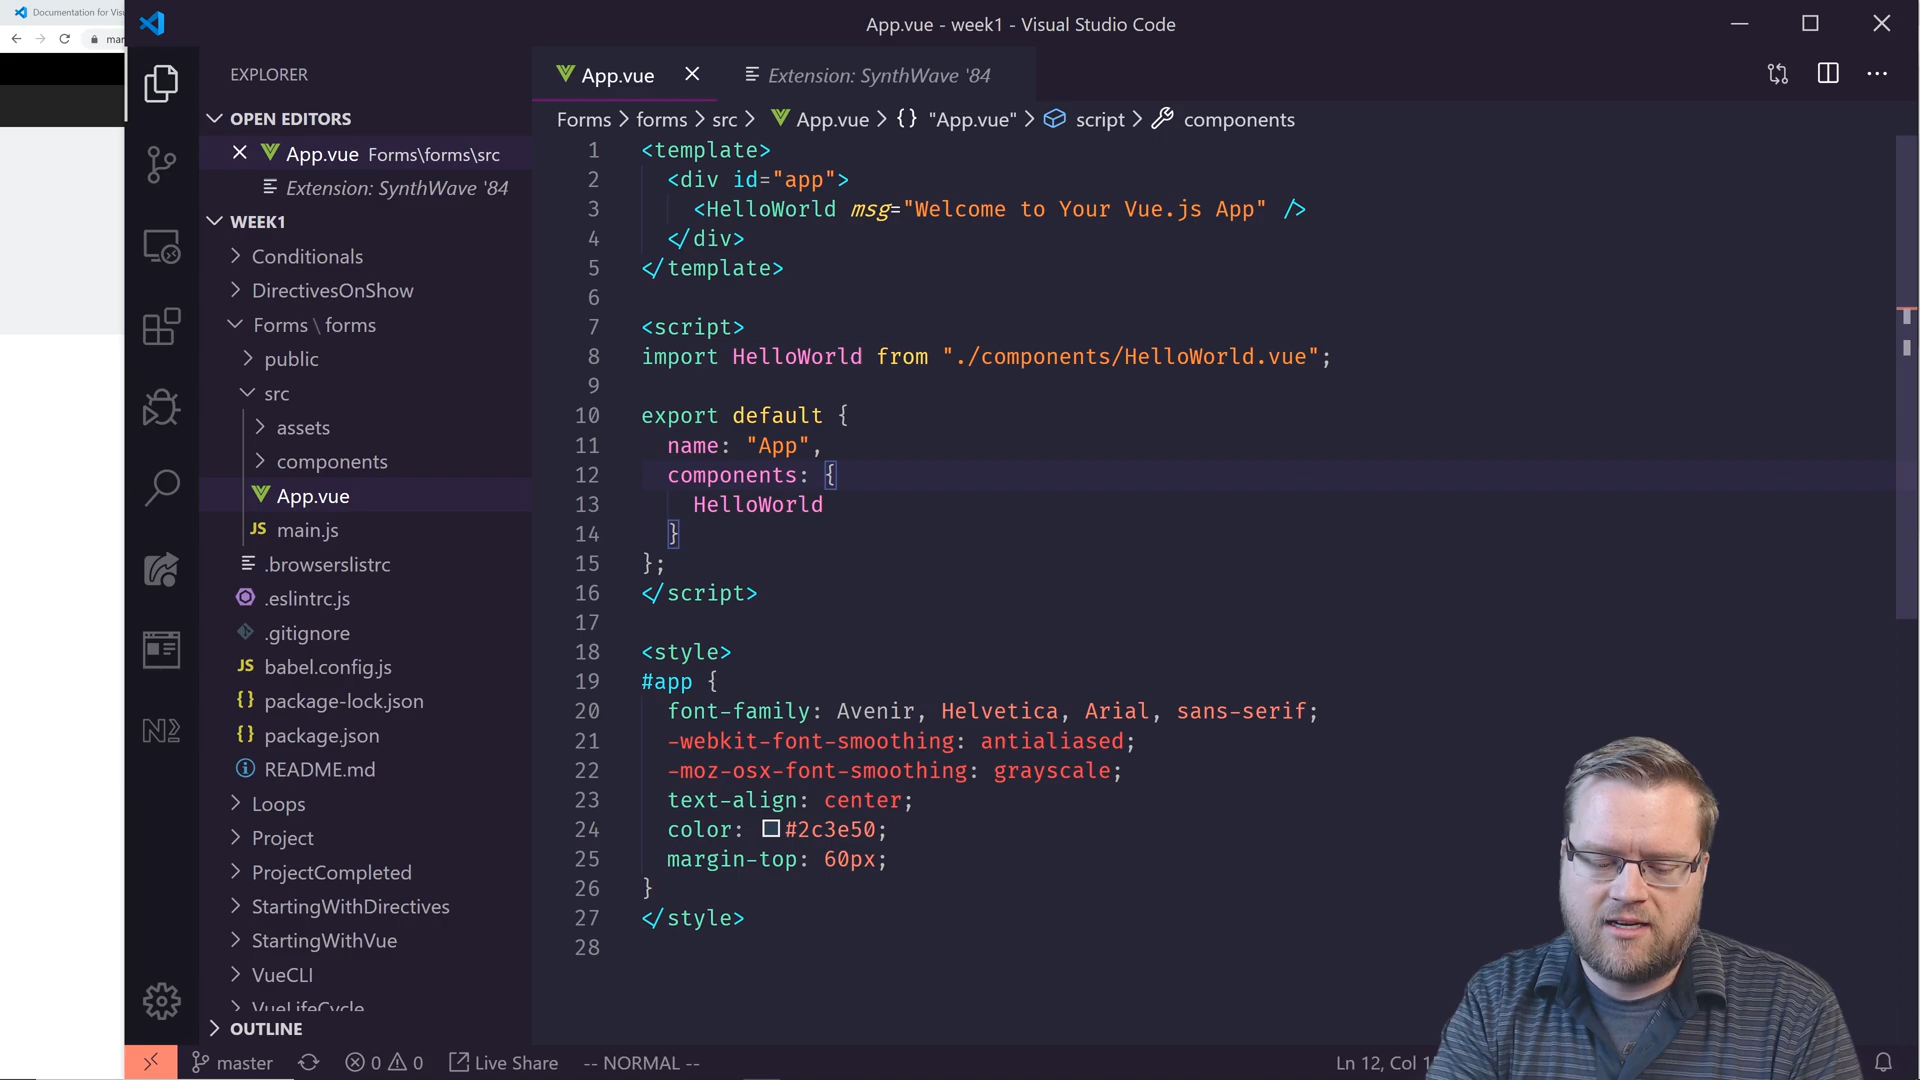 Documentation for Vis
mar
App.vue - week1 - Visual Studio Code
EXPLORER
OPEN EDITORS
App.vue Forms\forms\src
Extension: SynthWave '84
WEEK1
Conditionals
DirectivesOnShow
Forms \ forms
public
src
assets
components
App.vue
JS main.js
.browserslistrc
.eslintrc.js
.gitignore
JS babel.config.js
{} package-lock.json
{} package.json
README.md
Loops
Project
ProjectCompleted
StartingWithDirectives
StartingWithVue
VueCLI
VueLifeCycle
OUTLINE
App.vue
Extension: SynthWave '84
Forms > forms > src > App.vue > {} "App.vue" > script > components
1 <template>
2 <div id="app">
3 <HelloWorld msg="Welcome to Your Vue.js App" />
4 </div>
5 </template>
6
7 <script>
8 import HelloWorld from "./components/HelloWorld.vue";
9
10 export default {
11 name: "App",
12 components: {
13 HelloWorld
14 }
15 };
16 </script>
17
18 <style>
19 #app {
20 font-family: Avenir, Helvetica, Arial, sans-serif;
21 -webkit-font-smoothing: antialiased;
22 -moz-osx-font-smoothing: grayscale;
23 text-align: center;
24 color: #2c3e50;
25 margin-top: 60px;
26 }
27 </style>
28
master 0 0 Live Share -- NORMAL -- Ln 12, Col 1